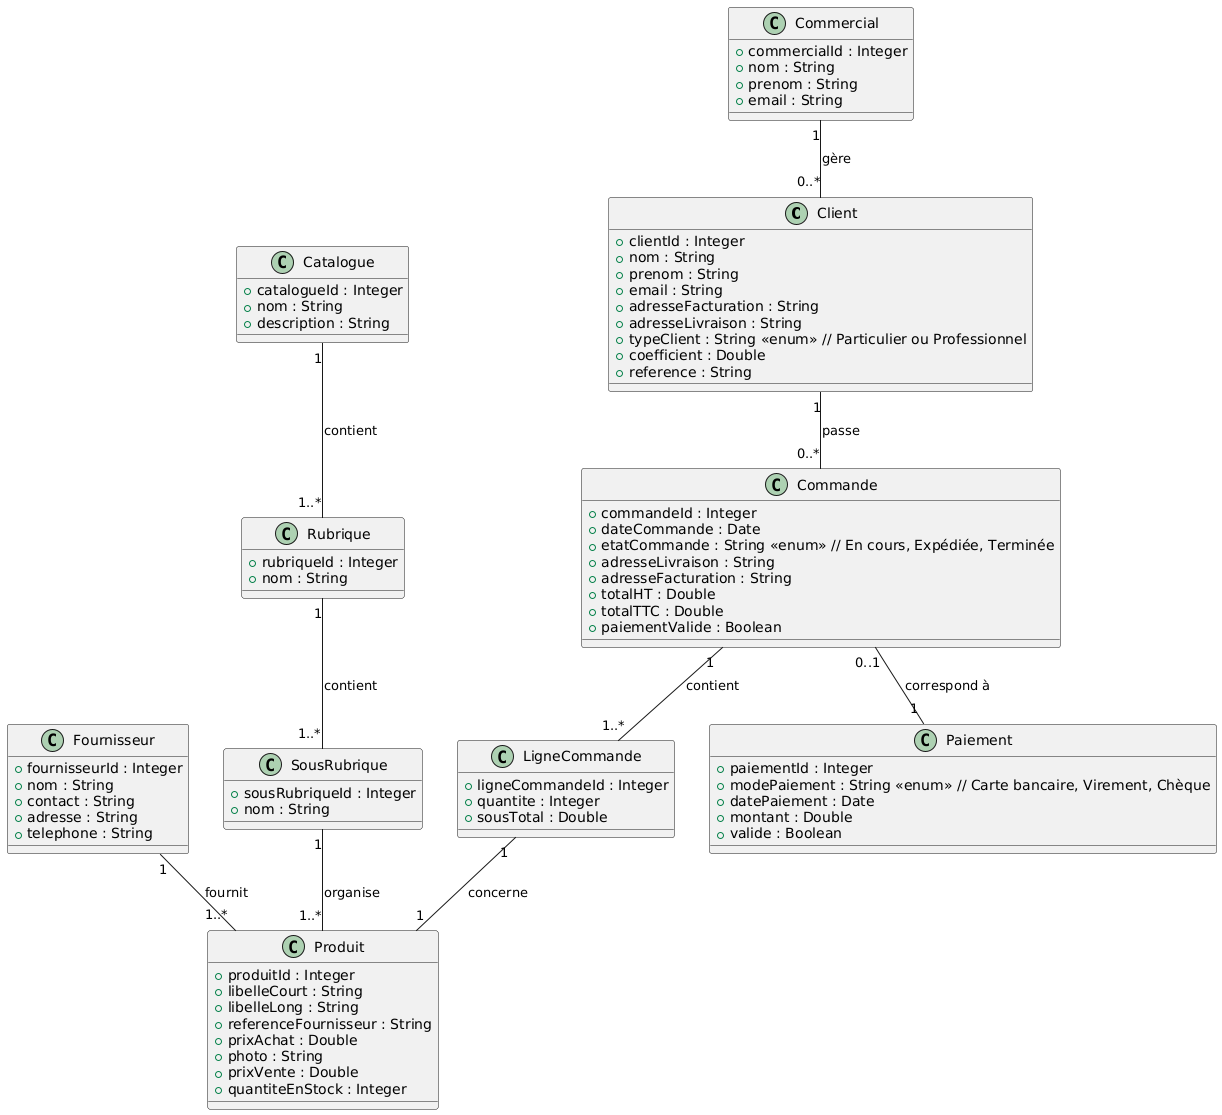 C Commercial
commercialId : Integer
nom : String
prenom : String
email : String
1
gère
0..*
C Client
clientId : Integer
nom : String
prenom : String
email : String
adresseFacturation : String
adresseLivraison : String
typeClient : String «enum» // Particulier ou Professionnel
coefficient : Double
reference : String
C Catalogue
catalogueId : Integer
nom : String
description : String
1
contient
1..*
1
passe
0..*
C Commande
commandeId : Integer
dateCommande : Date
etatCommande : String «enum» // En cours, Expédiée, Terminée
adresseLivraison : String
adresseFacturation : String
totalHT : Double
totalTTC : Double
paiementValide : Boolean
C Rubrique
rubriqueId : Integer
nom : String
1
contient
1..*
1
contient
1..*
0..1
correspond à
1
C Fournisseur
fournisseurId : Integer
nom : String
contact : String
adresse : String
telephone : String
C SousRubrique
sousRubriqueId : Integer
nom : String
C LigneCommande
ligneCommandeId : Integer
quantite : Integer
sousTotal : Double
C Paiement
paiementId : Integer
modePaiement : String «enum» // Carte bancaire, Virement, Chèque
datePaiement : Date
montant : Double
valide : Boolean
1
fournit
1..*
1
organise
1..*
1
concerne
1
C Produit
produitId : Integer
libelleCourt : String
libelleLong : String
referenceFournisseur : String
prixAchat : Double
photo : String
prixVente : Double
quantiteEnStock : Integer